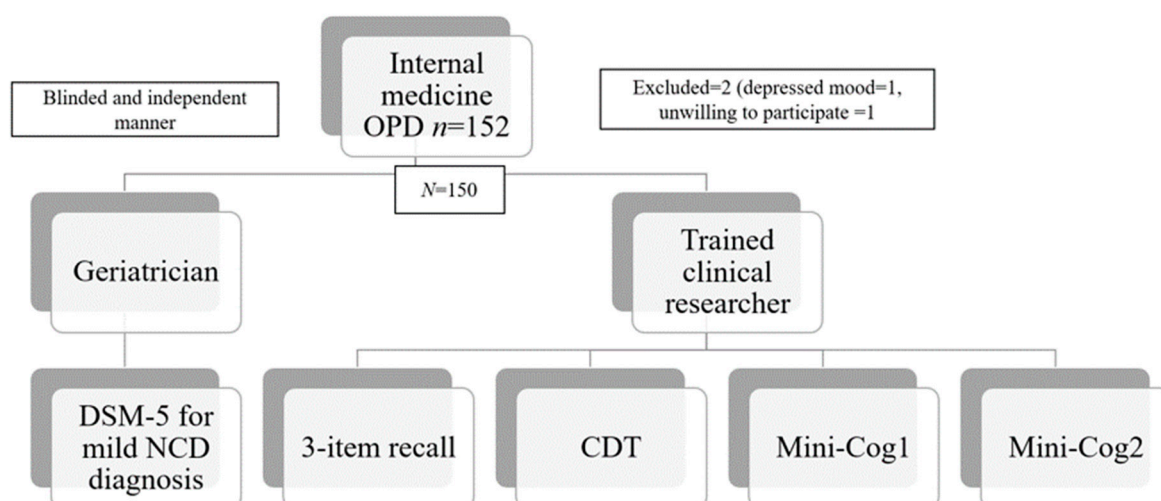 Internal
medicine
OPD n=152
Blinded and independent
manner
Excluded=2 (depressed mood=1,
unwilling to participate =1
N=150
Geriatrician
Trained
clinical
researcher
DSM-5 for
mild NCD
diagnosis
3-item recall
CDT
Mini-Cog1
Mini-Cog2